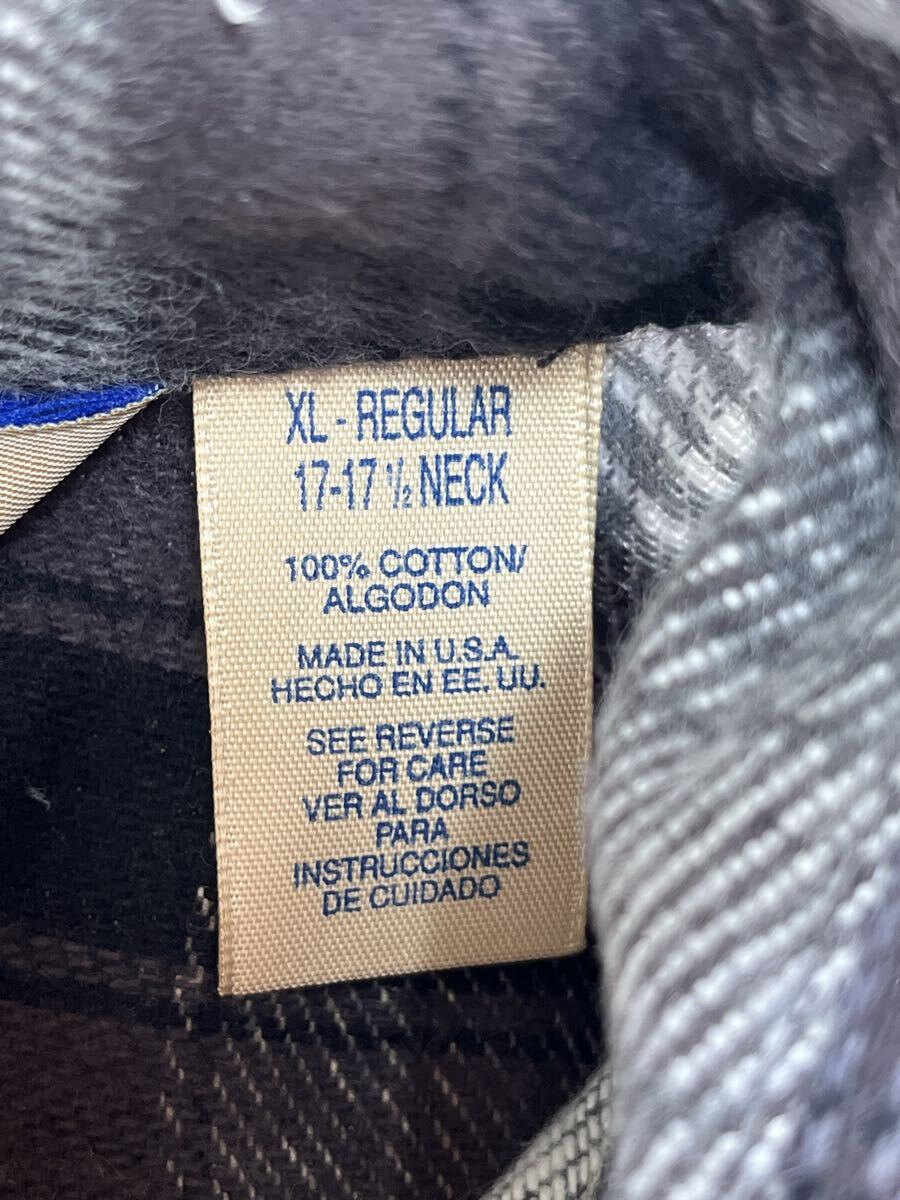 XL - REGULAR
17-17 1/2 NECK
100% COTTON/
ALGODON
MADE IN U.S.A.
HECHO EN EE. UU.
SEE REVERSE
FOR CARE
VER AL DORSO
PARA
INSTRUCCIONES
DE CUIDADO